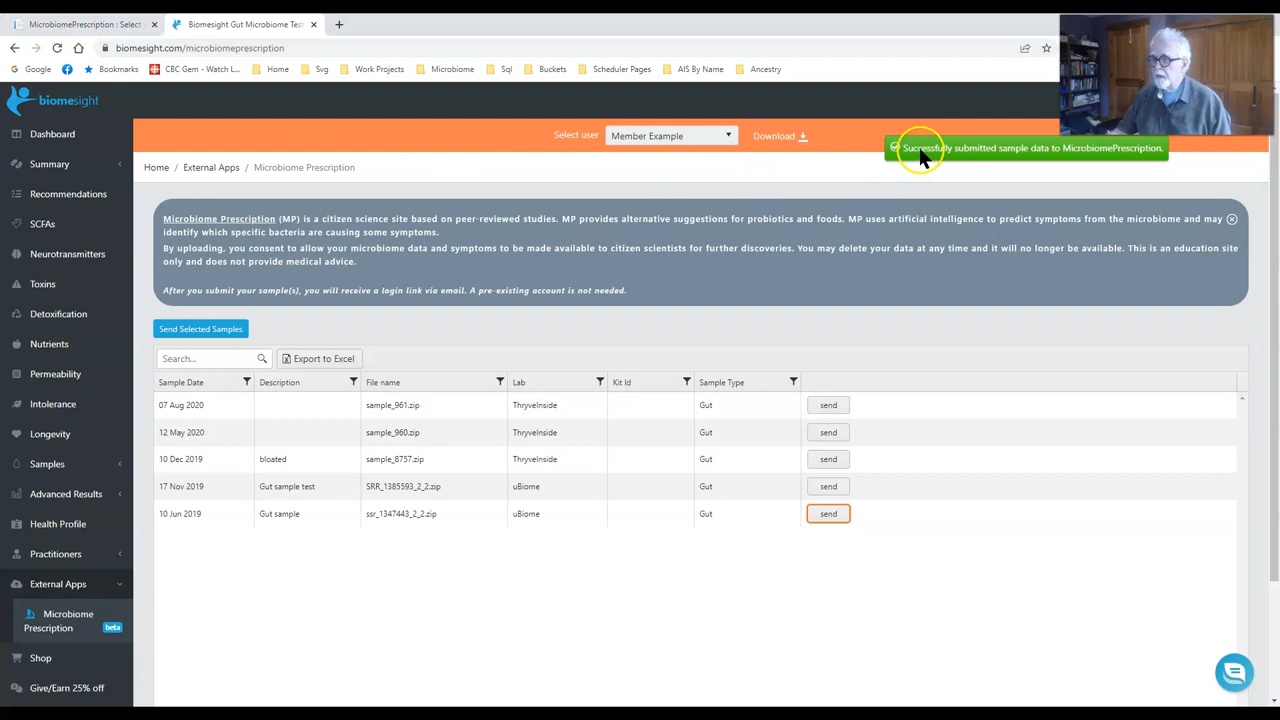 MicrobiomePrescription : Select
Biomesight Gut Microbiome Test
biomesight.com/microbiomeprescription
Google
Bookmarks
CBC Gem - Watch L...
Home
Svg
Work Projects
Microbiome
Sql
Buckets
Scheduler Pages
AIS By Name
Ancestry
biomesight
Select user
Member Example
Download
Successfully submitted sample data to MicrobiomePrescription.
Dashboard
Summary
Recommendations
SCFAs
Neurotransmitters
Toxins
Detoxification
Nutrients
Permeability
Intolerance
Longevity
Samples
Advanced Results
Health Profile
Practitioners
External Apps
Microbiome
Prescription
beta
Shop
Give/Earn 25% off
Home / External Apps / Microbiome Prescription
Microbiome Prescription (MP) is a citizen science site based on peer-reviewed studies. MP provides alternative suggestions for probiotics and foods. MP uses artificial intelligence to predict symptoms from the microbiome and may
identify which specific bacteria are causing some symptoms.
By uploading, you consent to allow your microbiome data and symptoms to be made available to citizen scientists for further discoveries. You may delete your data at any time and it will no longer be available. This is an education site
only and does not provide medical advice.
After you submit your sample(s), you will receive a login link via email. A pre-existing account is not needed.
Send Selected Samples
Search...
Export to Excel
Sample Date Description File name Lab Kit Id Sample Type
07 Aug 2020 sample_961.zip ThryveInside Gut send
12 May 2020 sample_960.zip ThryveInside Gut send
10 Dec 2019 bloated sample_8757.zip ThryveInside Gut send
17 Nov 2019 Gut sample test SRR_1385593_2_2.zip uBiome Gut send
10 Jun 2019 Gut sample ssr_1347443_2_2.zip uBiome Gut send